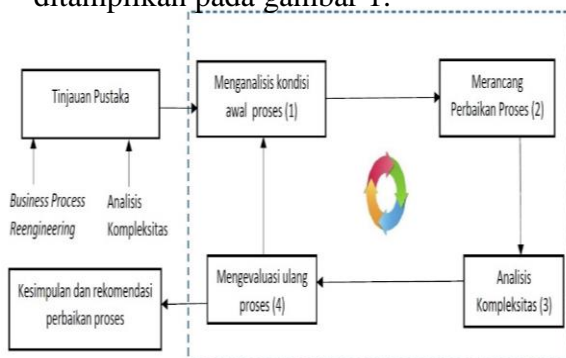 ditampilkan pada gambar 1.
Tinjauan Pustaka
Menganalisis kondisi
awal proses (1)
Merancang
Perbaikan Proses (2)
Business Process
Reengineering
Analisis
Kompleksitas
Kesimpulan dan rekomendasi
perbaikan proses
Mengevaluasi ulang
proses (4)
Analisis
Kompleksitas (3)